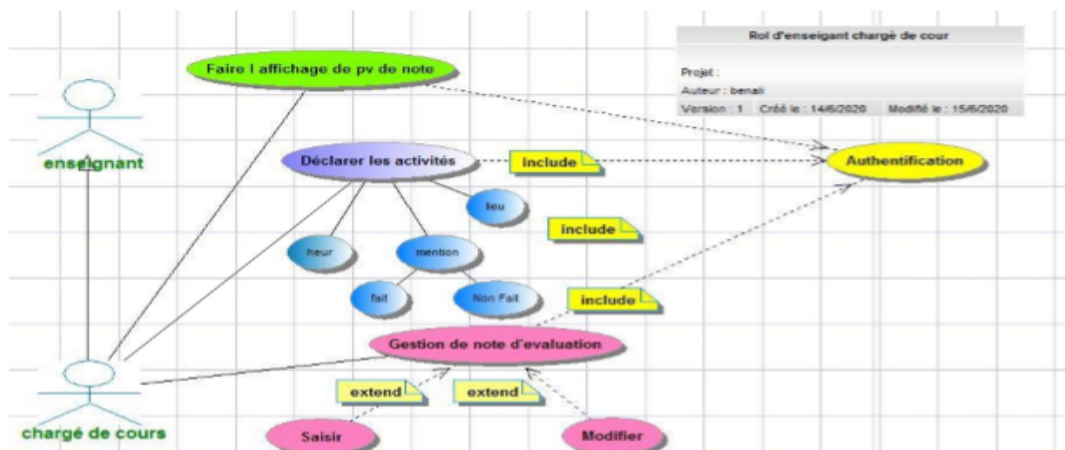 Rol d'enseigant chargè de cour
Projet :
Auteur : benali
Version : 1 Créé le : 14/6/2020 Modifié le : 15/6/2020
Faire l affichage de pv de note
enseignant
Déclarer les activités
include
Authentification
lieu
include
heur
mention
fait
Non Fait
include
Gestion de note d'evaluation
extend
extend
chargé de cours
Saisir
Modifier